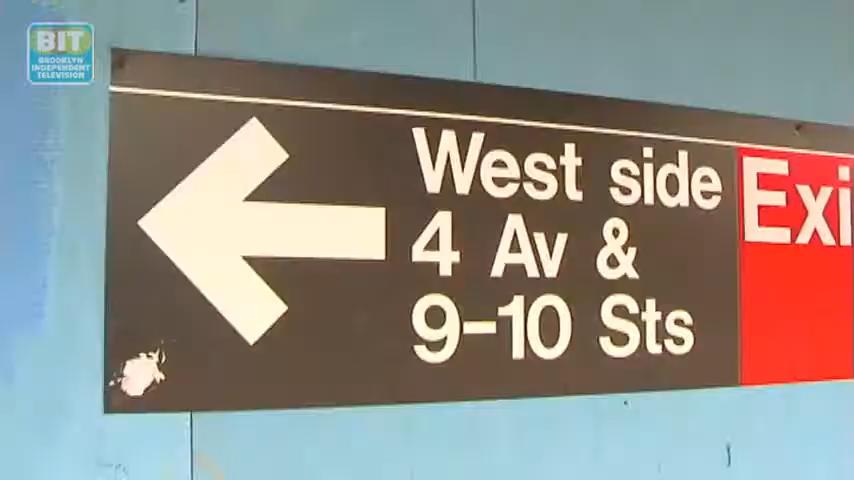 BIT
BROOKLYN
INDEPENDENT
TELEVISION
West side
4 Av &
9-10 Sts
Exi